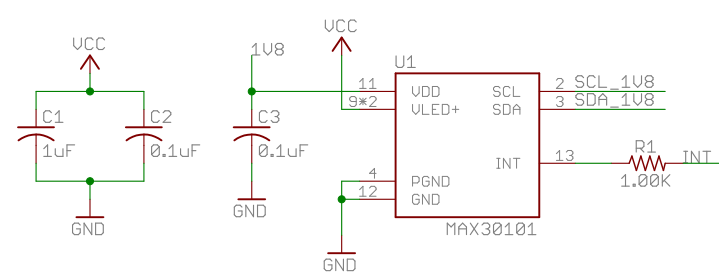 VCC
VCC
1V8
U1
C1
C2
C3
1uF
0.1uF
0.1uF
11
9*2
VDD
VLED+
SCL
SDA
2
3
SCL_1V8
SDA_1V8
INT
13
R1
INT
1.00K
4
12
PGND
GND
MAX30101
GND
GND
GND